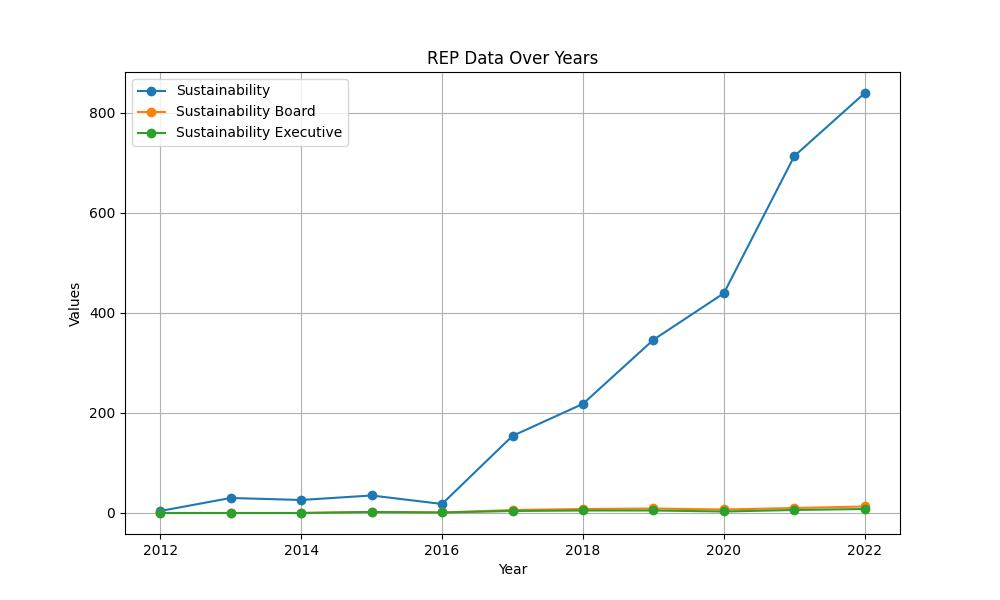 REP Data Over Years
Sustainability
Sustainability Board
Sustainability Executive
800
600
400
200
0
Values
2012 2014 2016 2018 2020 2022
Year